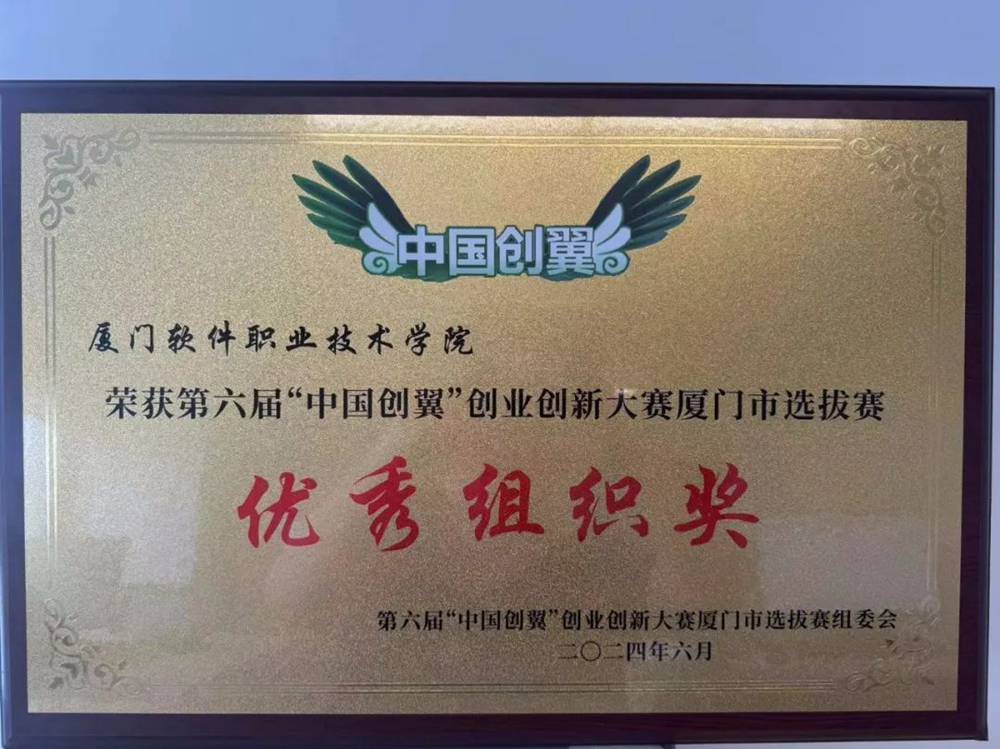 中国创翼
厦门软件职业技术学院
荣获第六届“中国创翼”创业创新大赛厦门市选拔赛
优秀组织奖
第六届“中国创翼”创业创新大赛厦门市选拔赛组委会
二〇二四年六月